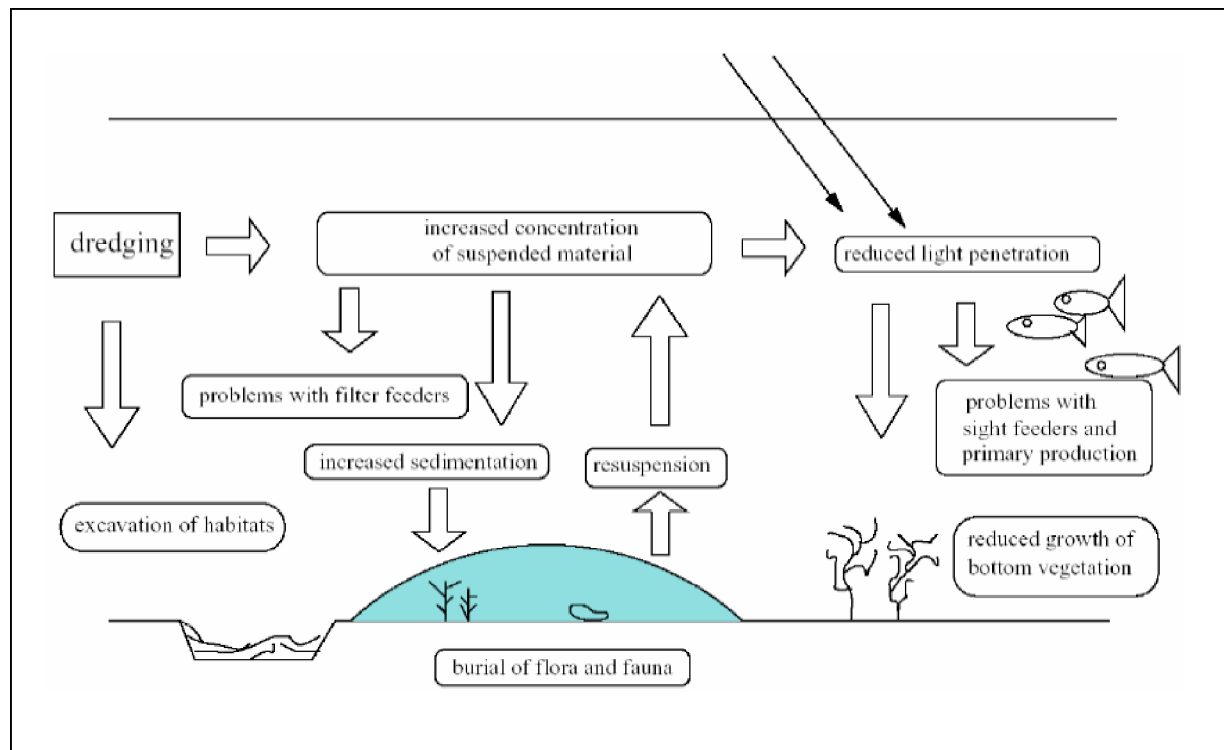 dredging
increased concentration
of suspended material
reduced light penetration
problems with filter feeders
problems with
sight feeders and
primary production
increased sedimentation
resuspension
excavation of habitats
reduced growth of
bottom vegetation
burial of flora and fauna